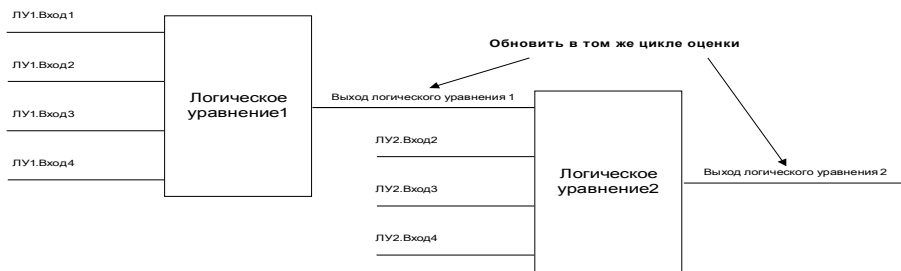 ЛУ1.Вход1
ЛУ1.Вход2
ЛУ1.Вход3
ЛУ1.Вход4
Логическое
уравнение1
Обновить в том же цикле оценки
Выход логического уравнения 1
ЛУ2.Вход2
ЛУ2.Вход3
ЛУ2.Вход4
Логическое
уравнение2
Выход логического уравнения 2